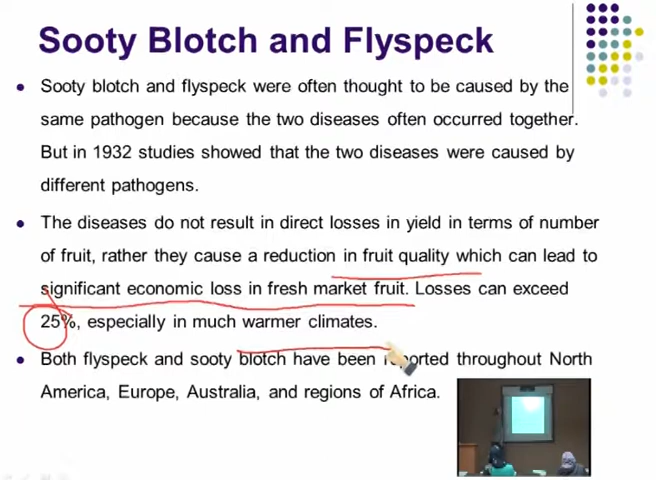 Sooty Blotch and Flyspeck
• Sooty blotch and flyspeck were often thought to be caused by the
same pathogen because the two diseases often occurred together.
But in 1932 studies showed that the two diseases were caused by
different pathogens.
• The diseases do not result in direct losses in yield in terms of number
of fruit, rather they cause a reduction in fruit quality which can lead to
significant economic loss in fresh market fruit. Losses can exceed
25%, especially in much warmer climates.
• Both flyspeck and sooty blotch have been reported throughout North
America, Europe, Australia, and regions of Africa.